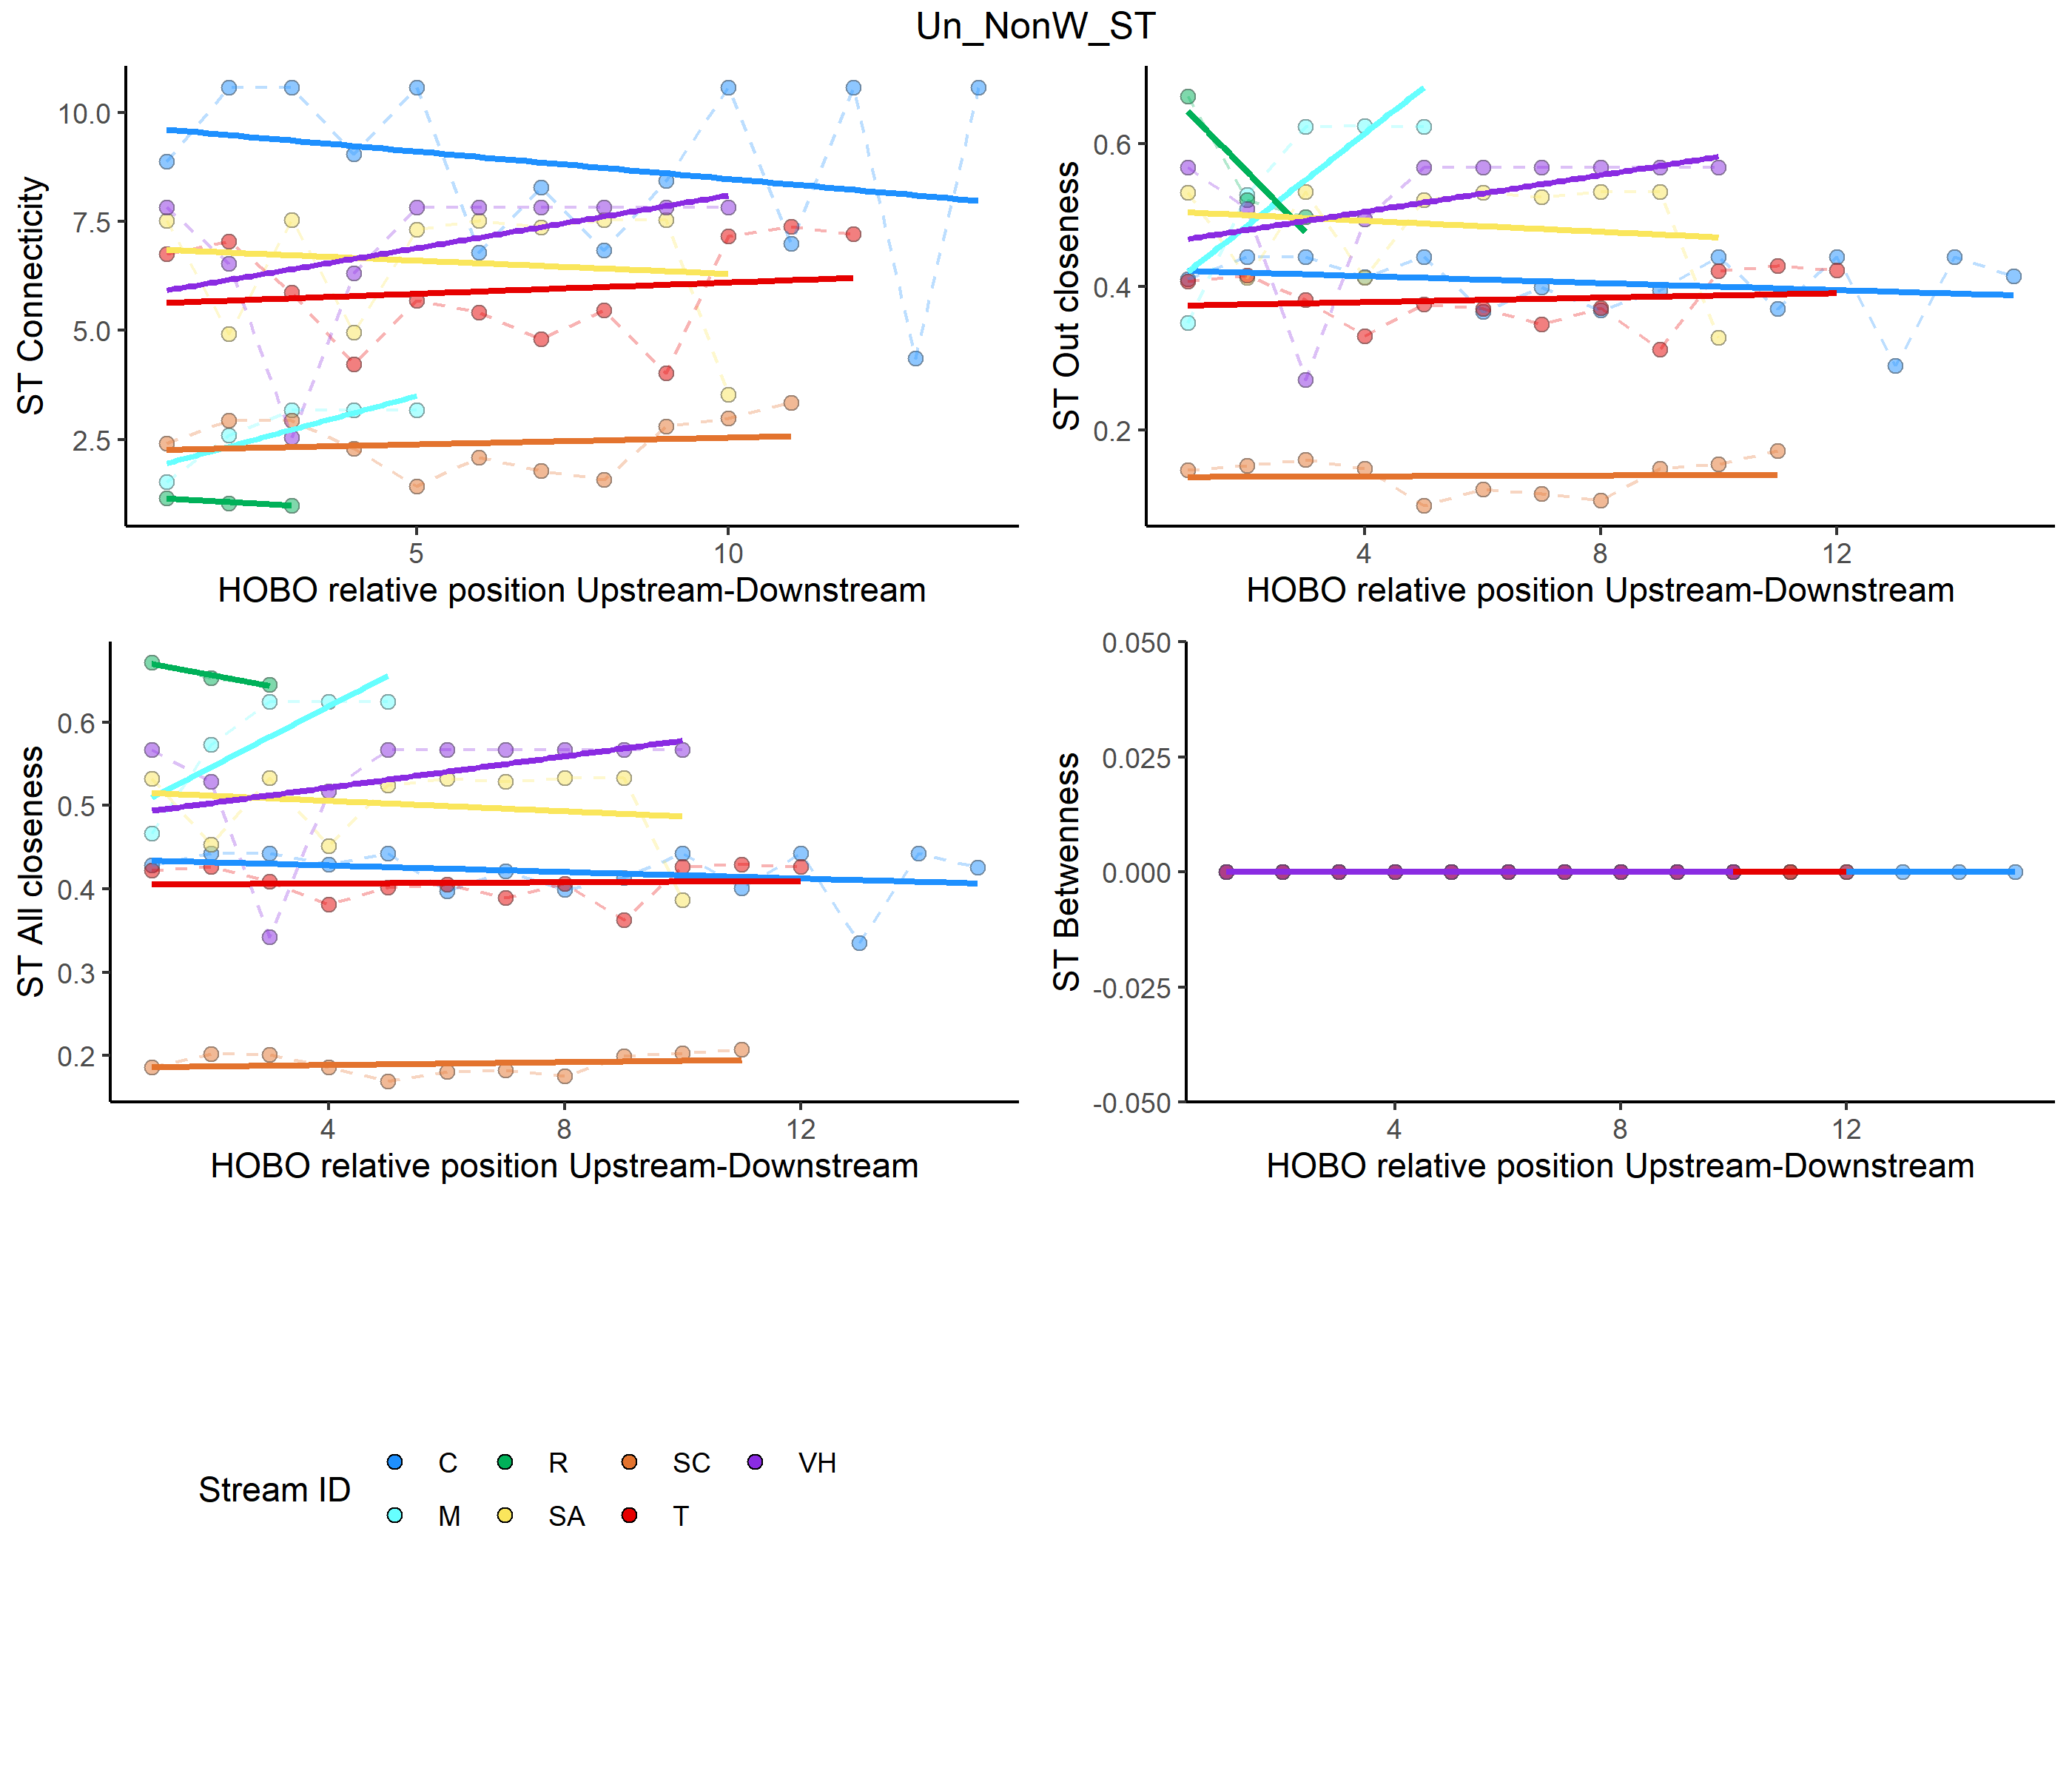 Un_NonW_ST
ST Connecticity
10.0
7.5
5.0
2.5
5 10
HOBO relative position Upstream-Downstream
ST Out closeness
0.6
0.4
0.2
4 8 12
HOBO relative position Upstream-Downstream
ST All closeness
0.6
0.5
0.4
0.3
0.2
4 8 12
HOBO relative position Upstream-Downstream
ST Betwenness
0.050
0.025
0.000
-0.025
-0.050
4 8 12
HOBO relative position Upstream-Downstream
Stream ID
C R SC VH
M SA T